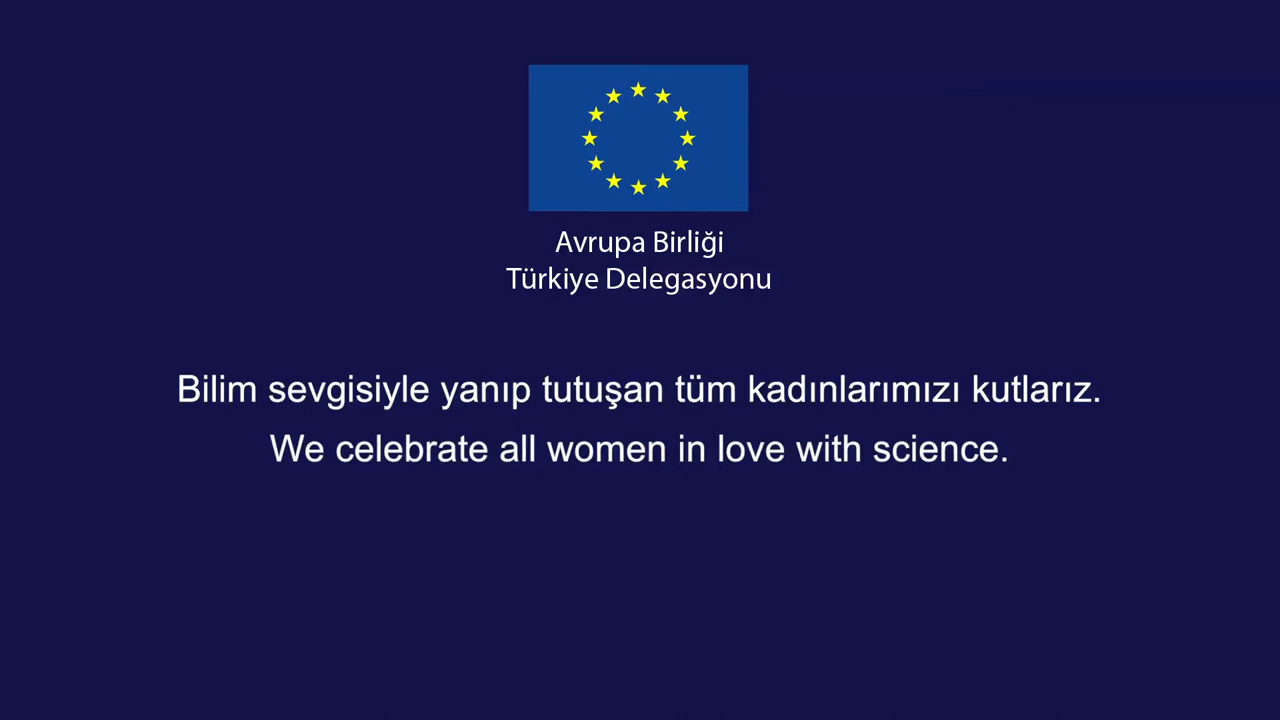 Avrupa Birliği
Türkiye Delegasyonu
Bilim sevgisiyle yanıp tutuşan tüm kadınlarımızı kutlarız.
We celebrate all women in love with science.